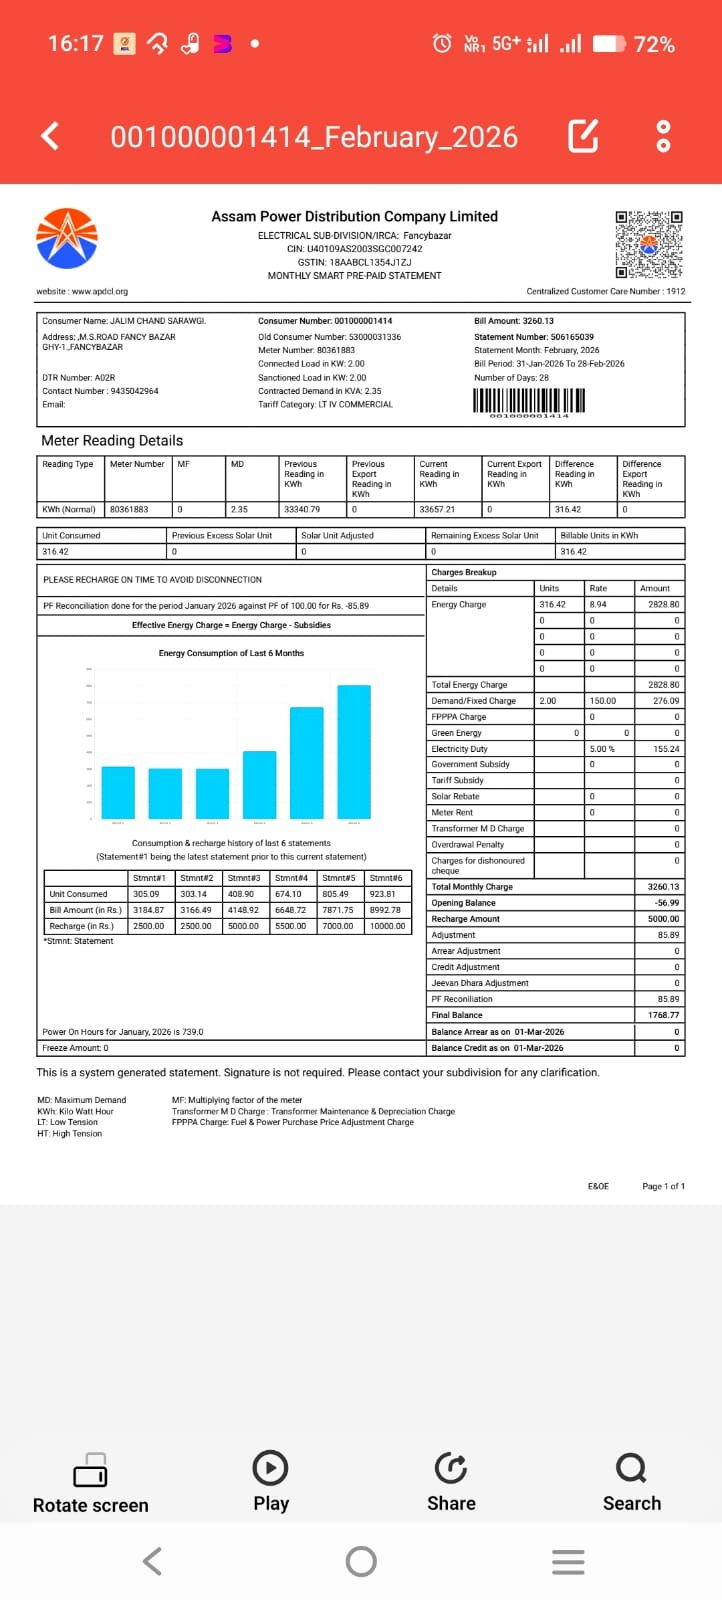 16:17
Vo NR1 5G+ 72%
001000001414_February_2026
Assam Power Distribution Company Limited
ELECTRICAL SUB-DIVISION/IRCA: Fancybazar
CIN: U40109AS2003SGC007242
GSTIN: 18AABCL1354J1ZJ
MONTHLY SMART PRE-PAID STATEMENT
website : www.apdcl.org
Centralized Customer Care Number : 1912
Consumer Name: JALIM CHAND SARAWGI.
Address: ,M.S.ROAD FANCY BAZAR
GHY-1.,FANCYBAZAR
DTR Number: A02R
Contact Number : 9435042964
Email:
Consumer Number: 001000001414
Old Consumer Number: 53000031336
Meter Number: 80361883
Connected Load in KW: 2.00
Sanctioned Load in KW: 2.00
Contracted Demand in KVA: 2.35
Tariff Category: LT IV COMMERCIAL
Bill Amount: 3260.13
Statement Number: 506165039
Statement Month: February, 2026
Bill Period: 31-Jan-2026 To 28-Feb-2026
Number of Days: 28
001000001414
Meter Reading Details
Reading Type Meter Number MF MD Previous Reading in KWh Previous Export Reading in KWh Current Reading in KWh Current Export Reading in KWh Difference Reading in KWh Difference Export Reading in KWh
KWh (Normal) 80361883 0 2.35 33340.79 0 33657.21 0 316.42 0
Unit Consumed Previous Excess Solar Unit Solar Unit Adjusted Remaining Excess Solar Unit Billable Units in KWh
316.42 0 0 0 316.42
PLEASE RECHARGE ON TIME TO AVOID DISCONNECTION
PF Reconciliation done for the period January 2026 against PF of 100.00 for Rs. -85.89
Effective Energy Charge = Energy Charge - Subsidies
Energy Consumption of Last 6 Months
Consumption & recharge history of last 6 statements
(Statement#1 being the latest statement prior to this current statement)
Stmnt#1 Stmnt#2 Stmnt#3 Stmnt#4 Stmnt#5 Stmnt#6
Unit Consumed 305.09 303.14 408.90 674.10 805.49 923.81
Bill Amount (in Rs.) 3184.87 3166.49 4148.92 6648.72 7871.75 8992.78
Recharge (in Rs.) 2500.00 2500.00 5000.00 5500.00 7000.00 10000.00
*Stmnt: Statement
Power On Hours for January, 2026 is 739.0
Freeze Amount: 0
Charges Breakup
Details Units Rate Amount
Energy Charge 316.42 8.94 2828.80
0 0 0
0 0 0
0 0 0
0 0 0
Total Energy Charge 2828.80
Demand/Fixed Charge 2.00 150.00 276.09
FPPPA Charge 0 0
Green Energy 0 0 0
Electricity Duty 5.00 % 155.24
Government Subsidy 0 0
Tariff Subsidy 0
Solar Rebate 0 0
Meter Rent 0 0
Transformer M D Charge 0
Overdrawal Penalty 0
Charges for dishonoured cheque 0
Total Monthly Charge 3260.13
Opening Balance -56.99
Recharge Amount 5000.00
Adjustment 85.89
Arrear Adjustment 0
Credit Adjustment 0
Jeevan Dhara Adjustment 0
PF Reconiliation 85.89
Final Balance 1768.77
Balance Arrear as on 01-Mar-2026 0
Balance Credit as on 01-Mar-2026 0
This is a system generated statement. Signature is not required. Please contact your subdivision for any clarification.
MD: Maximum Demand
KWh: Kilo Watt Hour
LT: Low Tension
HT: High Tension
MF: Multiplying factor of the meter
Transformer M D Charge : Transformer Maintenance & Depreciation Charge
FPPPA Charge: Fuel & Power Purchase Price Adjustment Charge
E&OE Page 1 of 1
Rotate screen Play Share Search